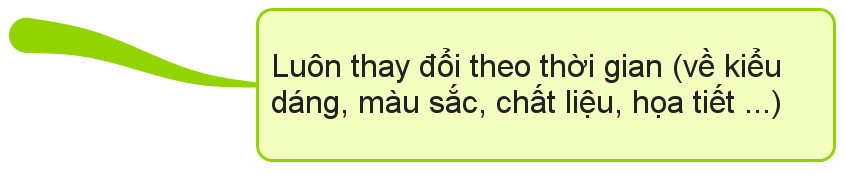 Luôn thay đổi theo thời gian (về kiểu
dáng, màu sắc, chất liệu, họa tiết ...)